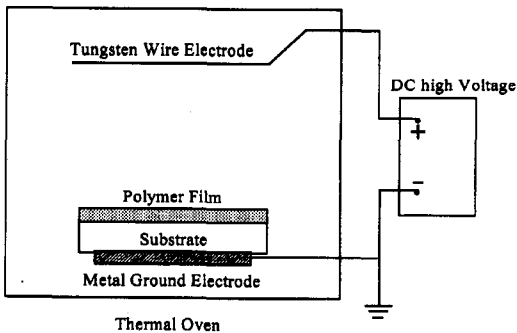 Tungsten Wire Electrode
DC high Voltage
+
-
Polymer Film
Substrate
Metal Ground Electrode
Thermal Oven